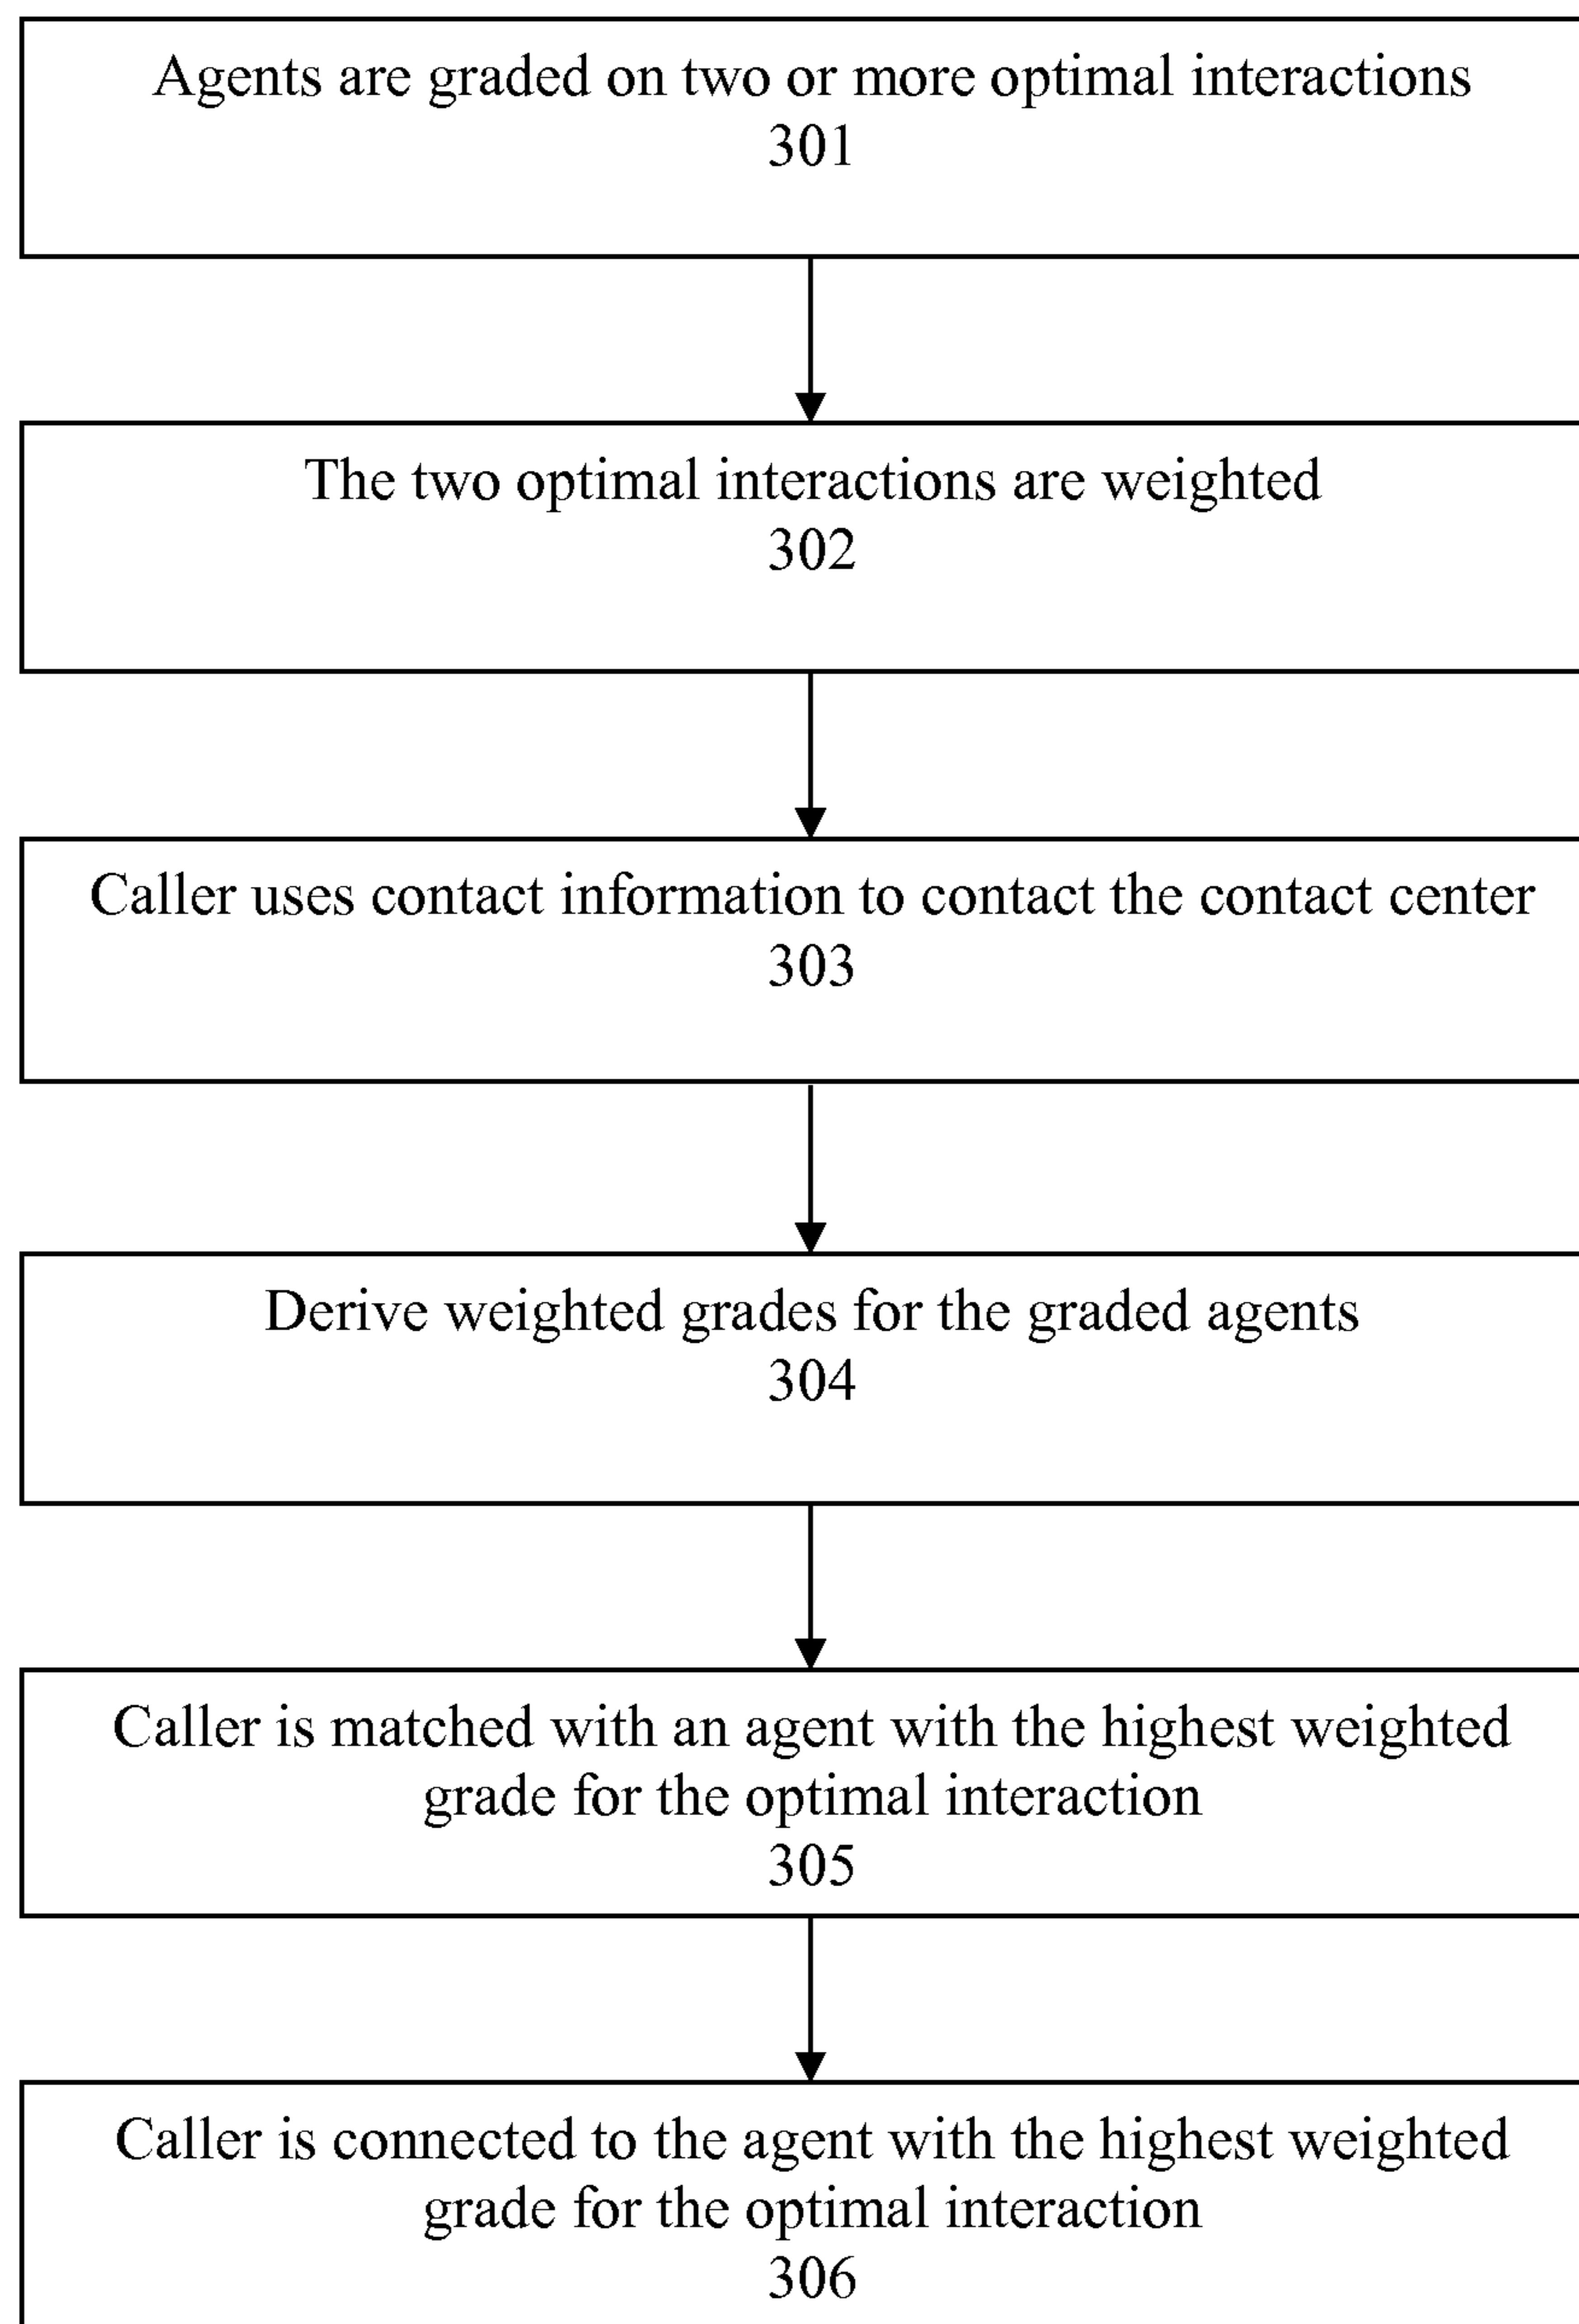 Agents are graded on two or more optimal interactions
301
The two optimal interactions are weighted
302
Caller uses contact information to contact the contact center
303
Derive weighted grades for the graded agents
304
Caller is matched with an agent with the highest weighted
grade for the optimal interaction
305
Caller is connected to the agent with the highest weighted
grade for the optimal interaction
306